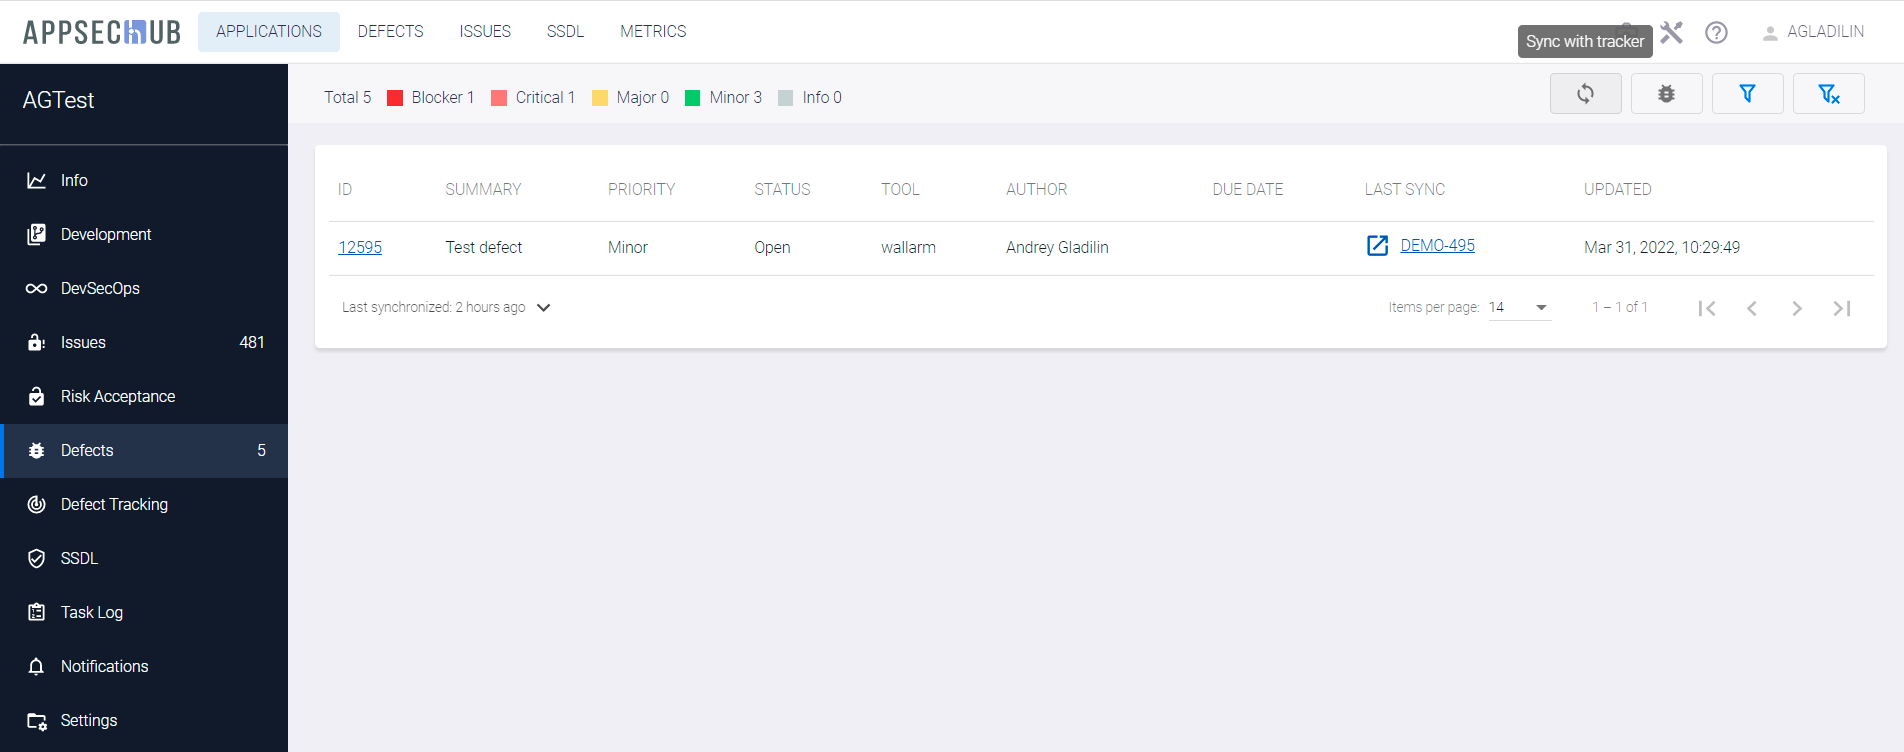 APPSECHUB
APPLICATIONS DEFECTS ISSUES SSDL METRICS
Sync with tracker
AGLADILIN
AGTest
Info
Development
DevSecOps
Issues 481
Risk Acceptance
Defects 5
Defect Tracking
SSDL
Task Log
Notifications
Settings
Total 5 Blocker 1 Critical 1 Major 0 Minor 3 Info 0
ID SUMMARY PRIORITY STATUS TOOL AUTHOR DUE DATE LAST SYNC UPDATED
12595 Test defect Minor Open wallarm Andrey Gladilin DEMO-495 Mar 31, 2022, 10:29:49
Last synchronized: 2 hours ago Items per page: 14 1 – 1 of 1